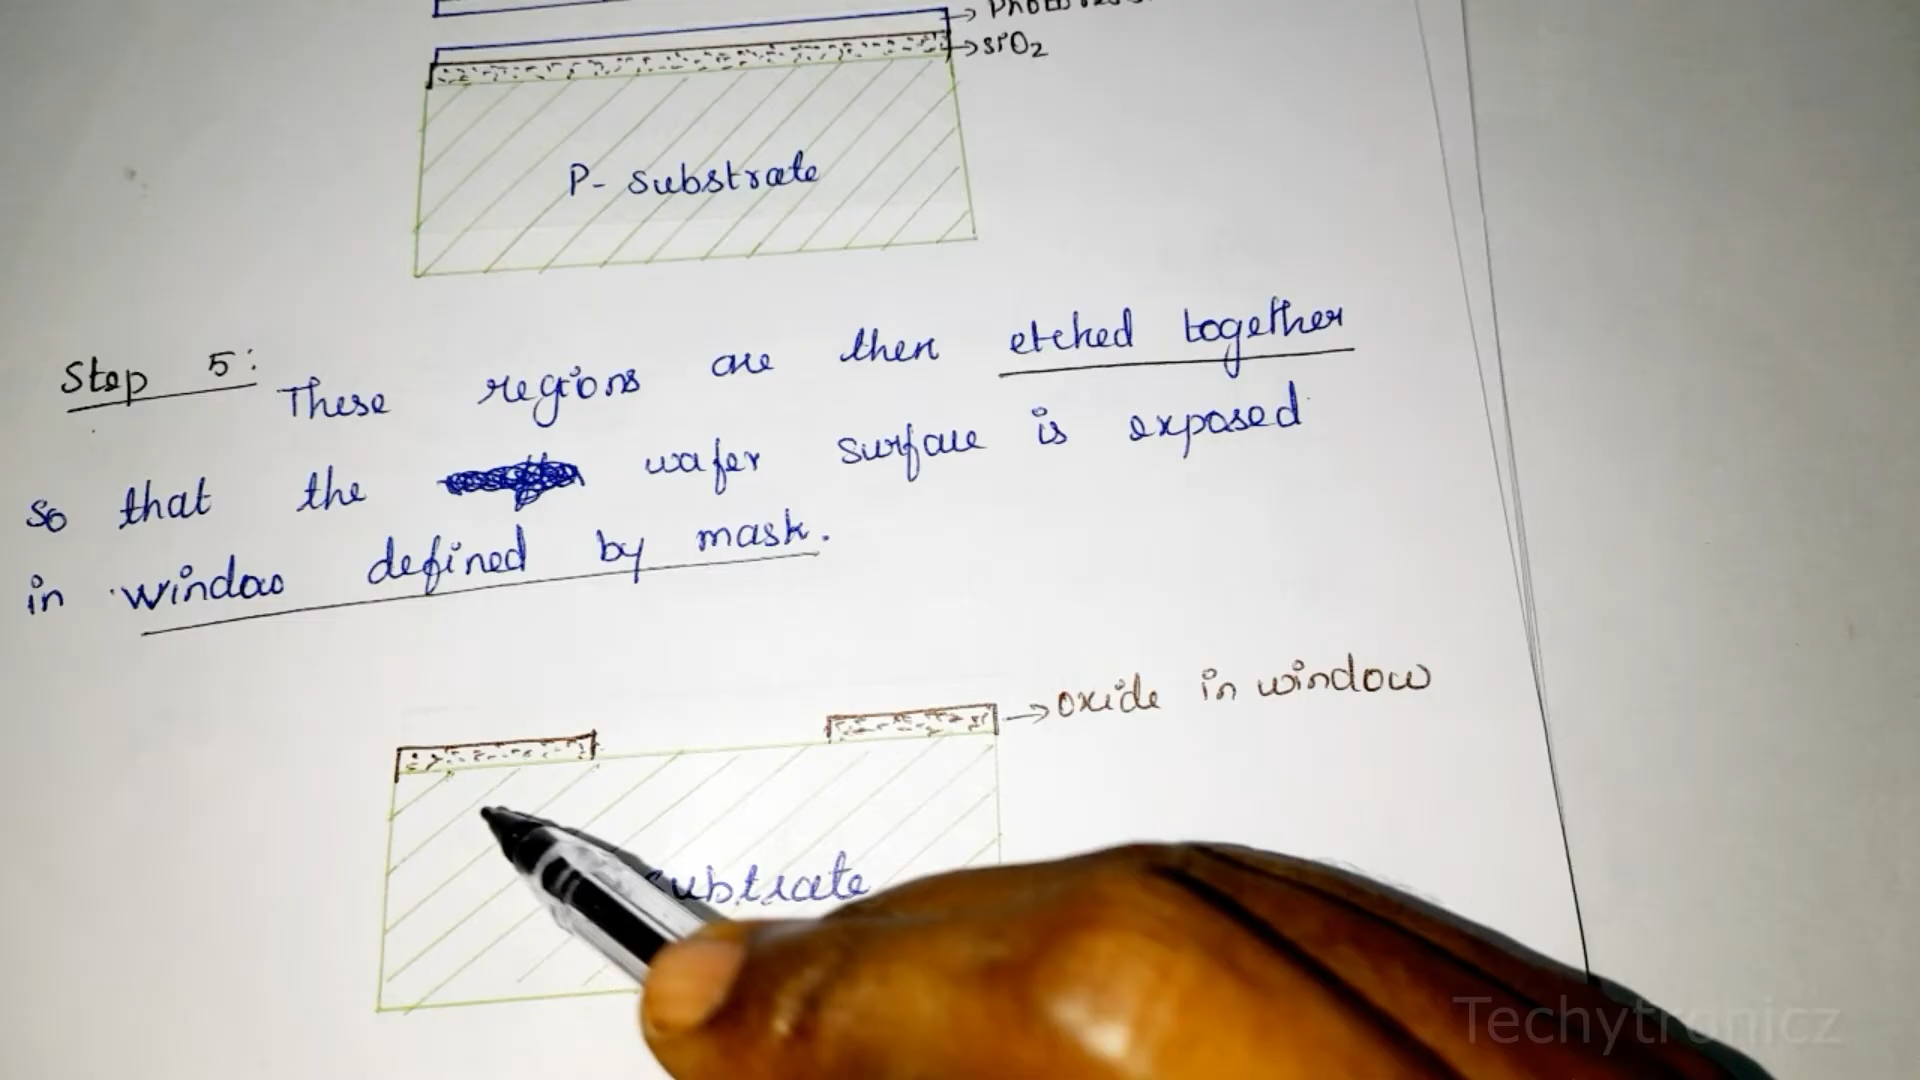 SiO2
P- substrate
Step 5: These regions are then etched together
so that the wafer surface is exposed
in window defined by mask.
oxide in window
Techytronicz